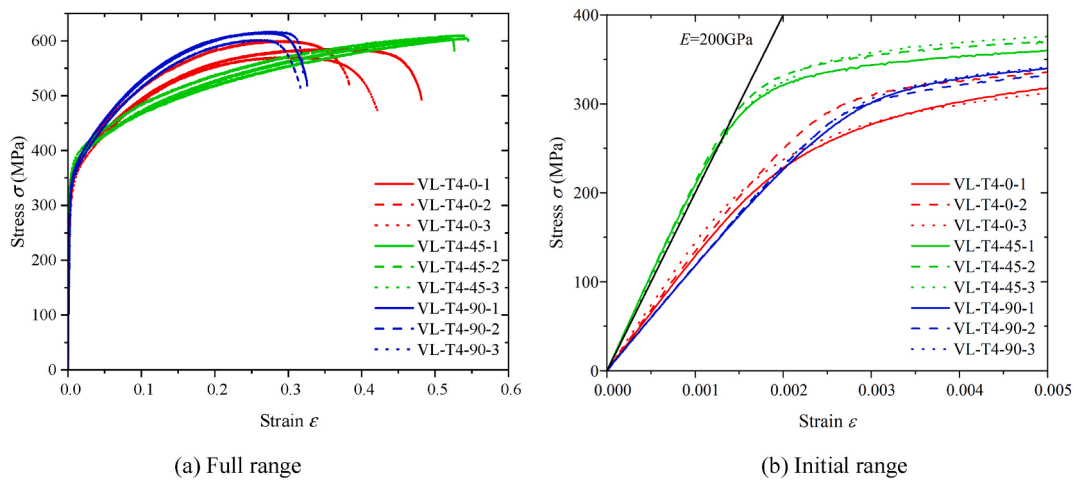 600
500
400
300
200
100
0
Stress σ (MPa)
VL-T4-0-1
VL-T4-0-2
VL-T4-0-3
VL-T4-45-1
VL-T4-45-2
VL-T4-45-3
VL-T4-90-1
VL-T4-90-2
VL-T4-90-3
0.0 0.1 0.2 0.3 0.4 0.5 0.6
Strain ε
(a) Full range
400
300
200
100
0
Stress σ (MPa)
E=200GPa
VL-T4-0-1
VL-T4-0-2
VL-T4-0-3
VL-T4-45-1
VL-T4-45-2
VL-T4-45-3
VL-T4-90-1
VL-T4-90-2
VL-T4-90-3
0.000 0.001 0.002 0.003 0.004 0.005
Strain ε
(b) Initial range